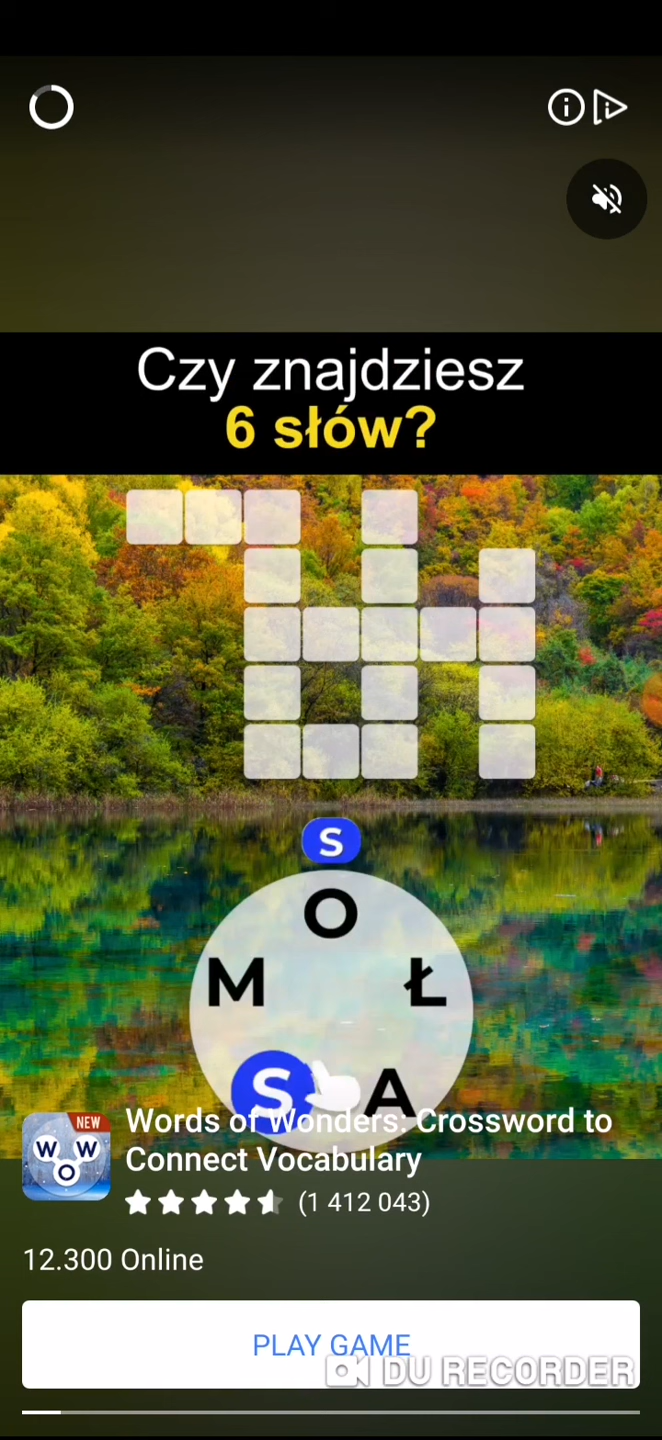 Czy znajdziesz
6 słów?
S
O
M
Ł
S
A
NEW
W W
O
Words of Wonders: Crossword to
Connect Vocabulary
(1 412 043)
12.300 Online
PLAY GAME
DU RECORDER